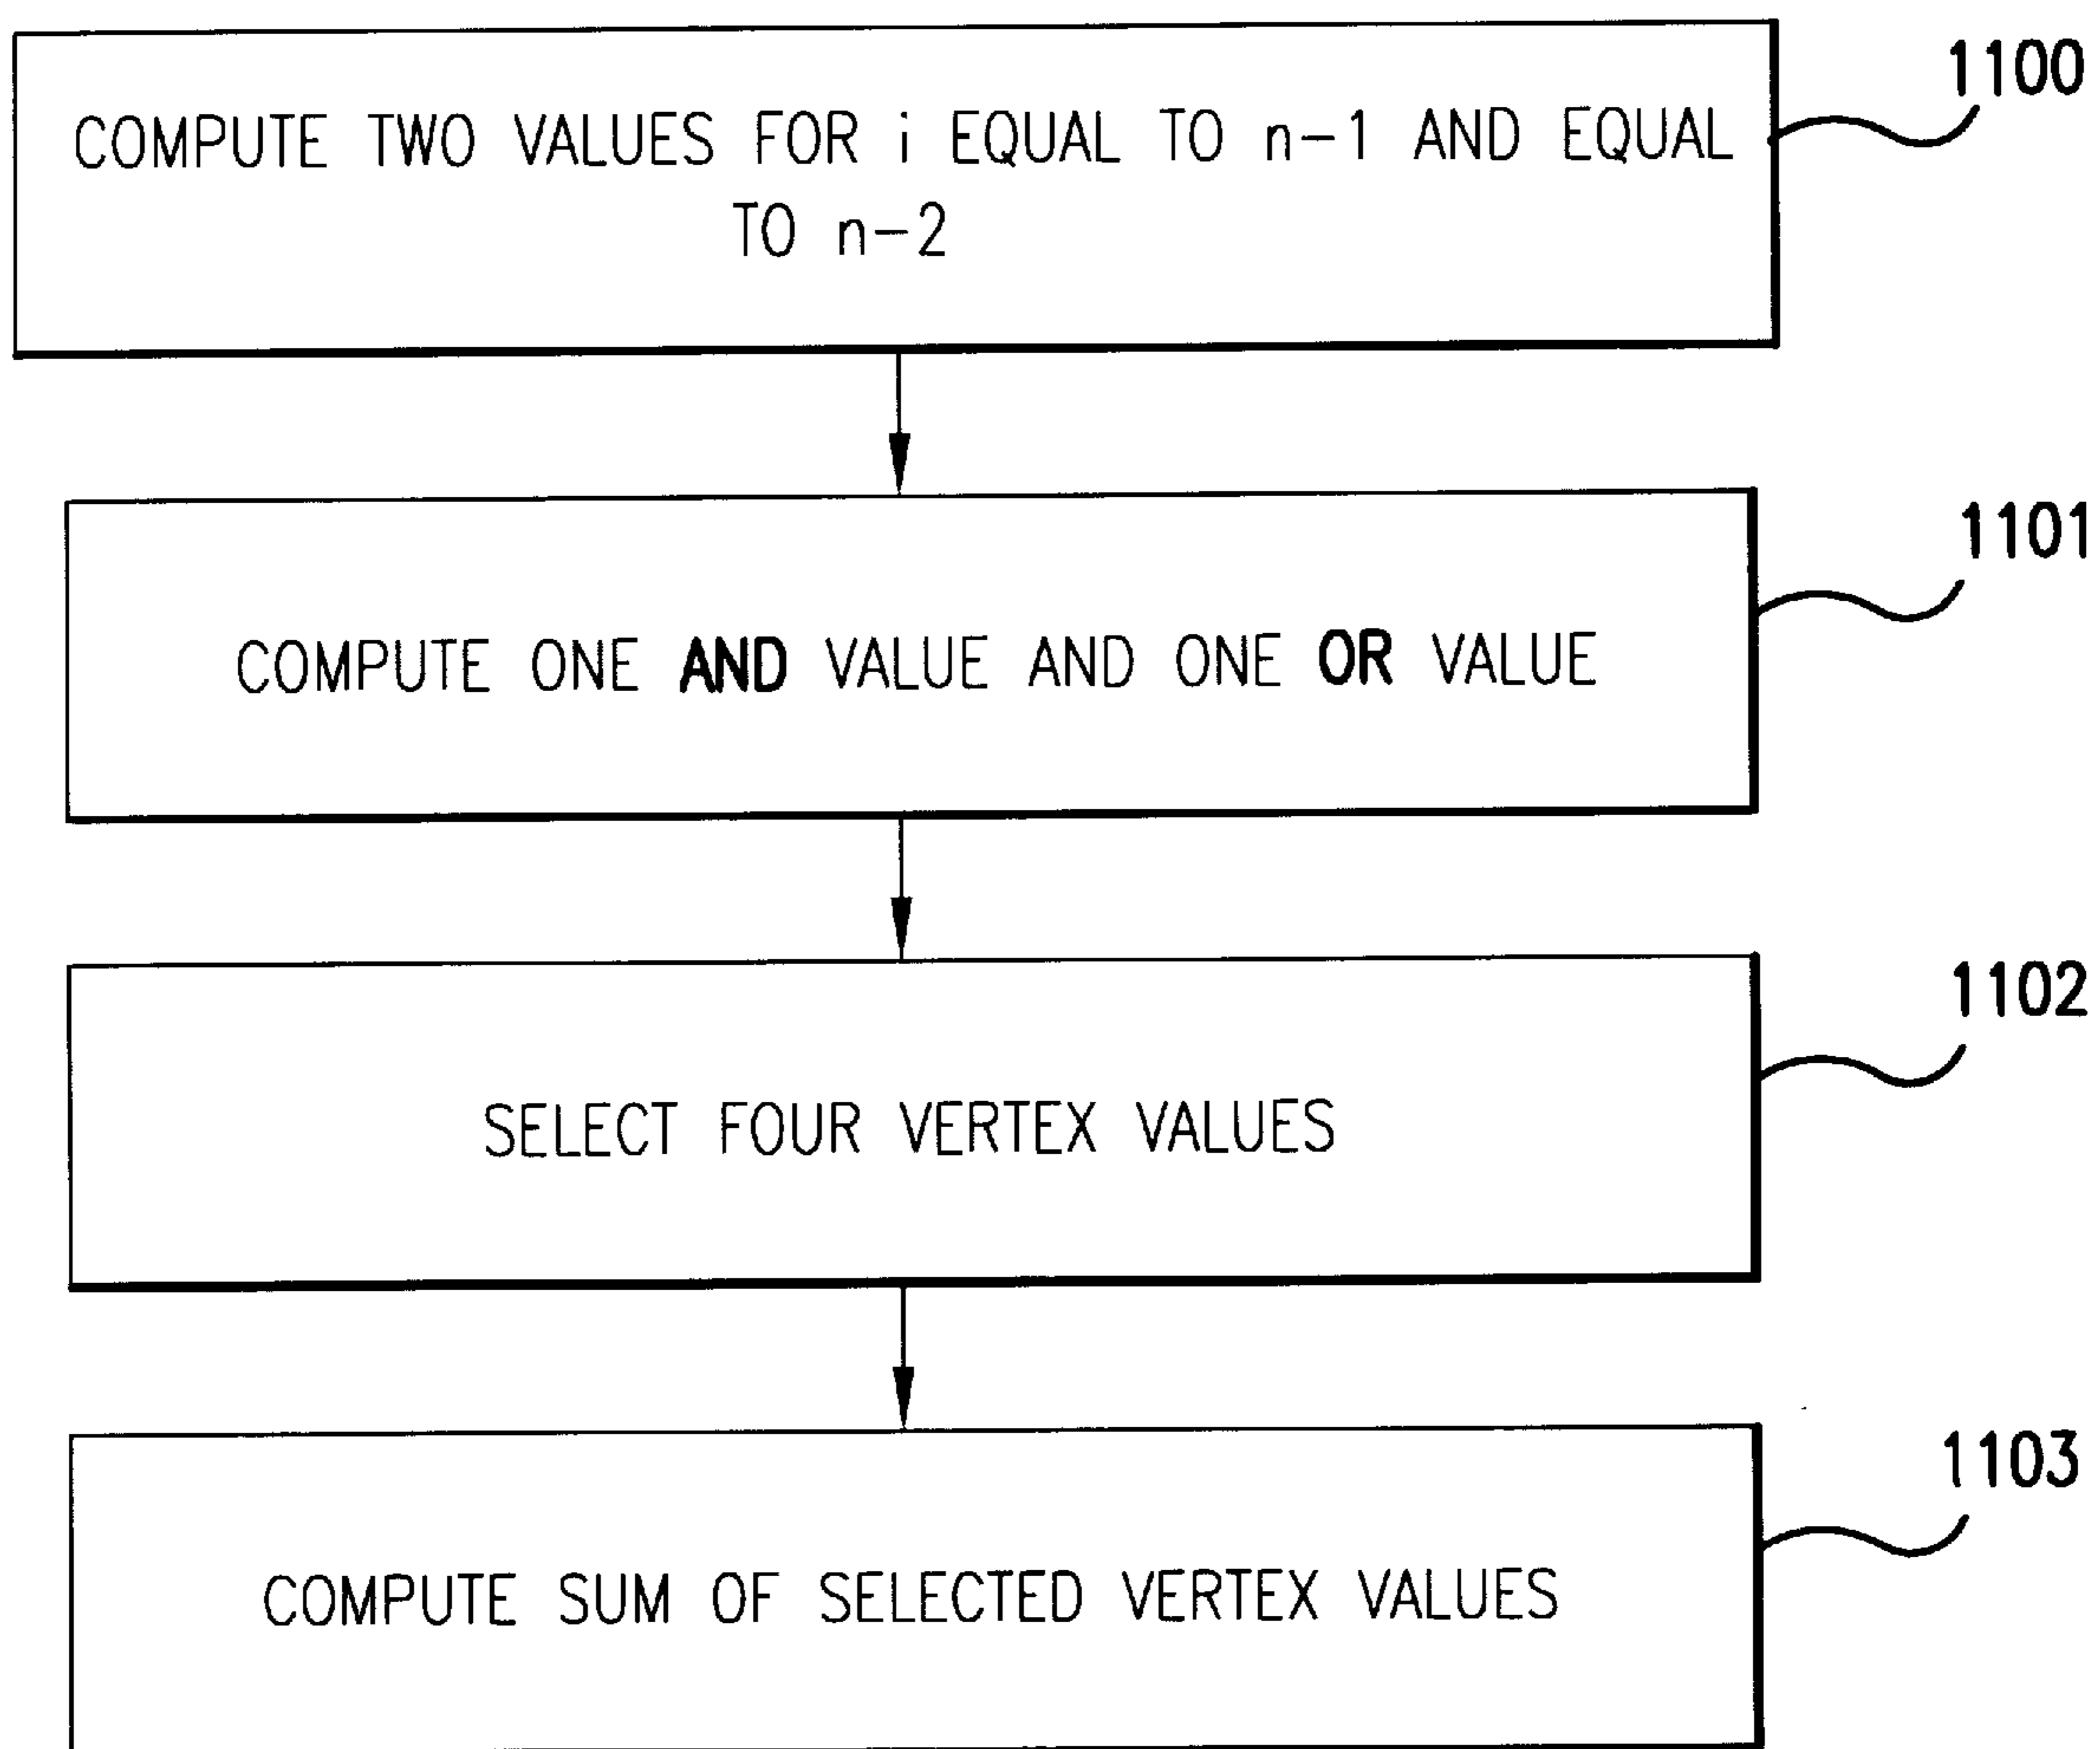 1100
COMPUTE TWO VALUES FOR i EQUAL TO n-1 AND EQUAL
TO n-2
1101
COMPUTE ONE AND VALUE AND ONE OR VALUE
1102
SELECT FOUR VERTEX VALUES
1103
COMPUTE SUM OF SELECTED VERTEX VALUES